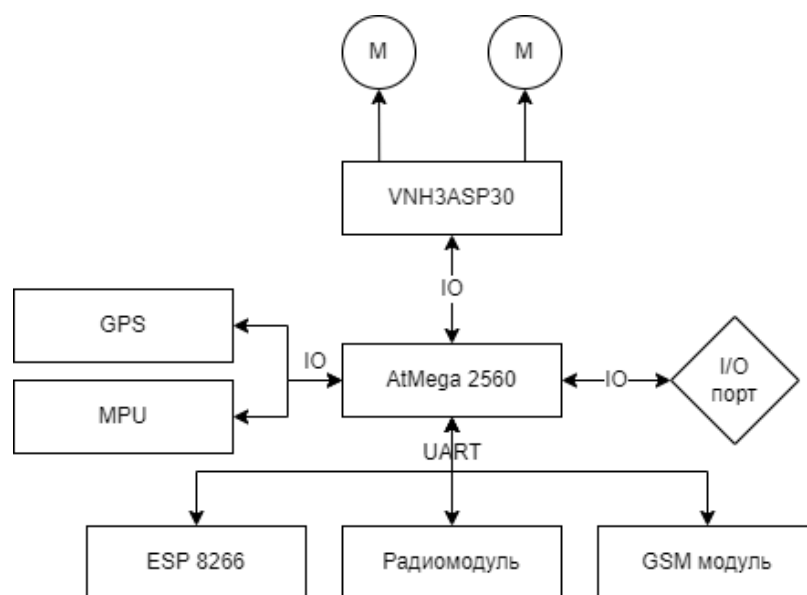 M
M
VNH3ASP30
IO
GPS
IO
AtMega 2560
IO
I/O
порт
MPU
UART
ESP 8266
Радиомодуль
GSM модуль